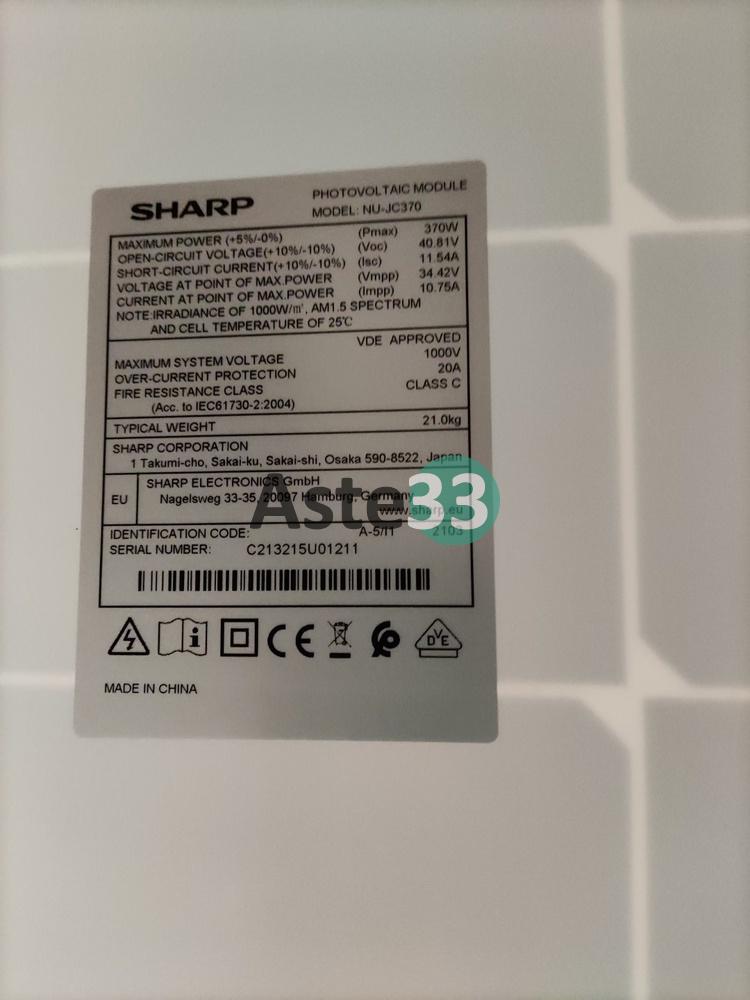 SHARP
PHOTOVOLTAIC MODULE
MODEL: NU-JC370
MAXIMUM POWER (+5%/-0%) (Pmax) 370W
OPEN-CIRCUIT VOLTAGE(+10%/-10%) (Voc) 40.81V
SHORT-CIRCUIT CURRENT(+10%/-10%) (Isc) 11.54A
VOLTAGE AT POINT OF MAX.POWER (Vmpp) 34.42V
CURRENT AT POINT OF MAX.POWER (Impp) 10.75A
NOTE:IRRADIANCE OF 1000W/㎡, AM1.5 SPECTRUM
AND CELL TEMPERATURE OF 25℃
VDE APPROVED
MAXIMUM SYSTEM VOLTAGE 1000V
OVER-CURRENT PROTECTION 20A
FIRE RESISTANCE CLASS CLASS C
(Acc. to IEC61730-2:2004)
TYPICAL WEIGHT 21.0kg
SHARP CORPORATION
1 Takumi-cho, Sakai-ku, Sakai-shi, Osaka 590-8522, Japan
EU
SHARP ELECTRONICS GmbH
Nagelsweg 33-35, 20097 Hamburg, Germany
www.sharp.eu
Aste33
IDENTIFICATION CODE: 2103
SERIAL NUMBER: C213215U01211
i
CE
VDE
MADE IN CHINA